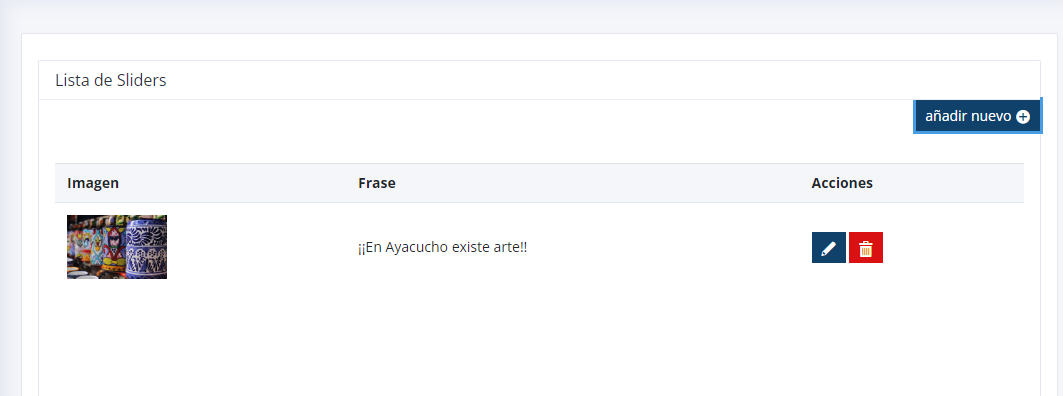 Lista de Sliders
añadir nuevo
Imagen Frase Acciones
¡¡En Ayacucho existe arte!!